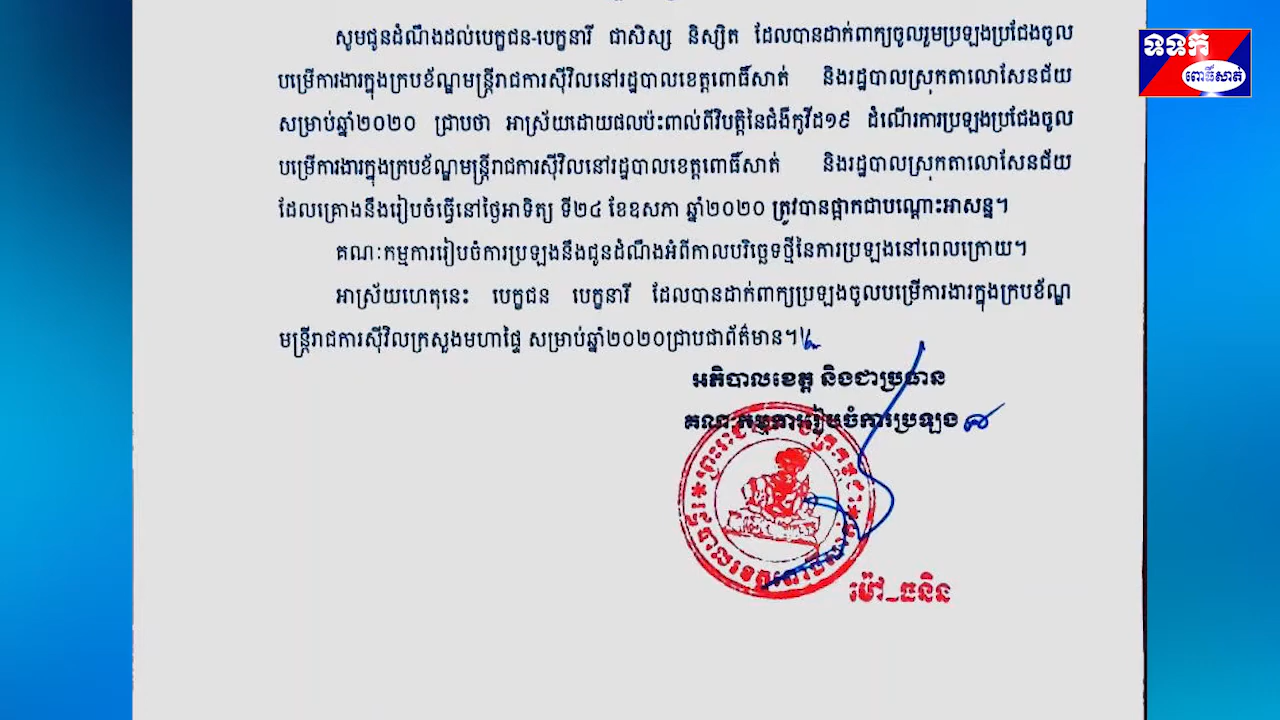 ទទក
ពោធិ៍សាត់
សូមជូនដំណឹងដល់បេក្ខជន-បេក្ខនារី ជាសិស្ស និស្សិត ដែលបានដាក់ពាក្យចូលរួមប្រឡងប្រជែងចូល
បម្រើការងារក្នុងក្របខ័ណ្ឌមន្ត្រីរាជការស៊ីវិលនៅរដ្ឋបាលខេត្តពោធិ៍សាត់ និងរដ្ឋបាលស្រុកតាលោសែនជ័យ
សម្រាប់ឆ្នាំ២០២០ ជ្រាបថា អាស្រ័យដោយផលប៉ះពាល់ពីវិបត្តិនៃជំងឺកូវីដ១៩ ដំណើរការប្រឡងប្រជែងចូល
បម្រើការងារក្នុងក្របខ័ណ្ឌមន្ត្រីរាជការស៊ីវិលនៅរដ្ឋបាលខេត្តពោធិ៍សាត់ និងរដ្ឋបាលស្រុកតាលោសែនជ័យ
ដែលគ្រោងនឹងរៀបចំធ្វើនៅថ្ងៃអាទិត្យ ទី២៤ ខែឧសភា ឆ្នាំ២០២០ ត្រូវបានផ្អាកជាបណ្តោះអាសន្ន។
គណៈកម្មការរៀបចំការប្រឡងនឹងជូនដំណឹងអំពីកាលបរិច្ឆេទថ្មីនៃការប្រឡងនៅពេលក្រោយ។
អាស្រ័យហេតុនេះ បេក្ខជន បេក្ខនារី ដែលបានដាក់ពាក្យប្រឡងចូលបម្រើការងារក្នុងក្របខ័ណ្ឌ
មន្ត្រីរាជការស៊ីវិលក្រសួងមហាផ្ទៃ សម្រាប់ឆ្នាំ២០២០ជ្រាបជាព័ត៌មាន។
អភិបាលខេត្ត និងជាប្រធាន
គណៈកម្មការរៀបចំការប្រឡង
រដ្ឋបាលខេត្តពោធិ៍សាត់
ម៉ៅ ធនិន